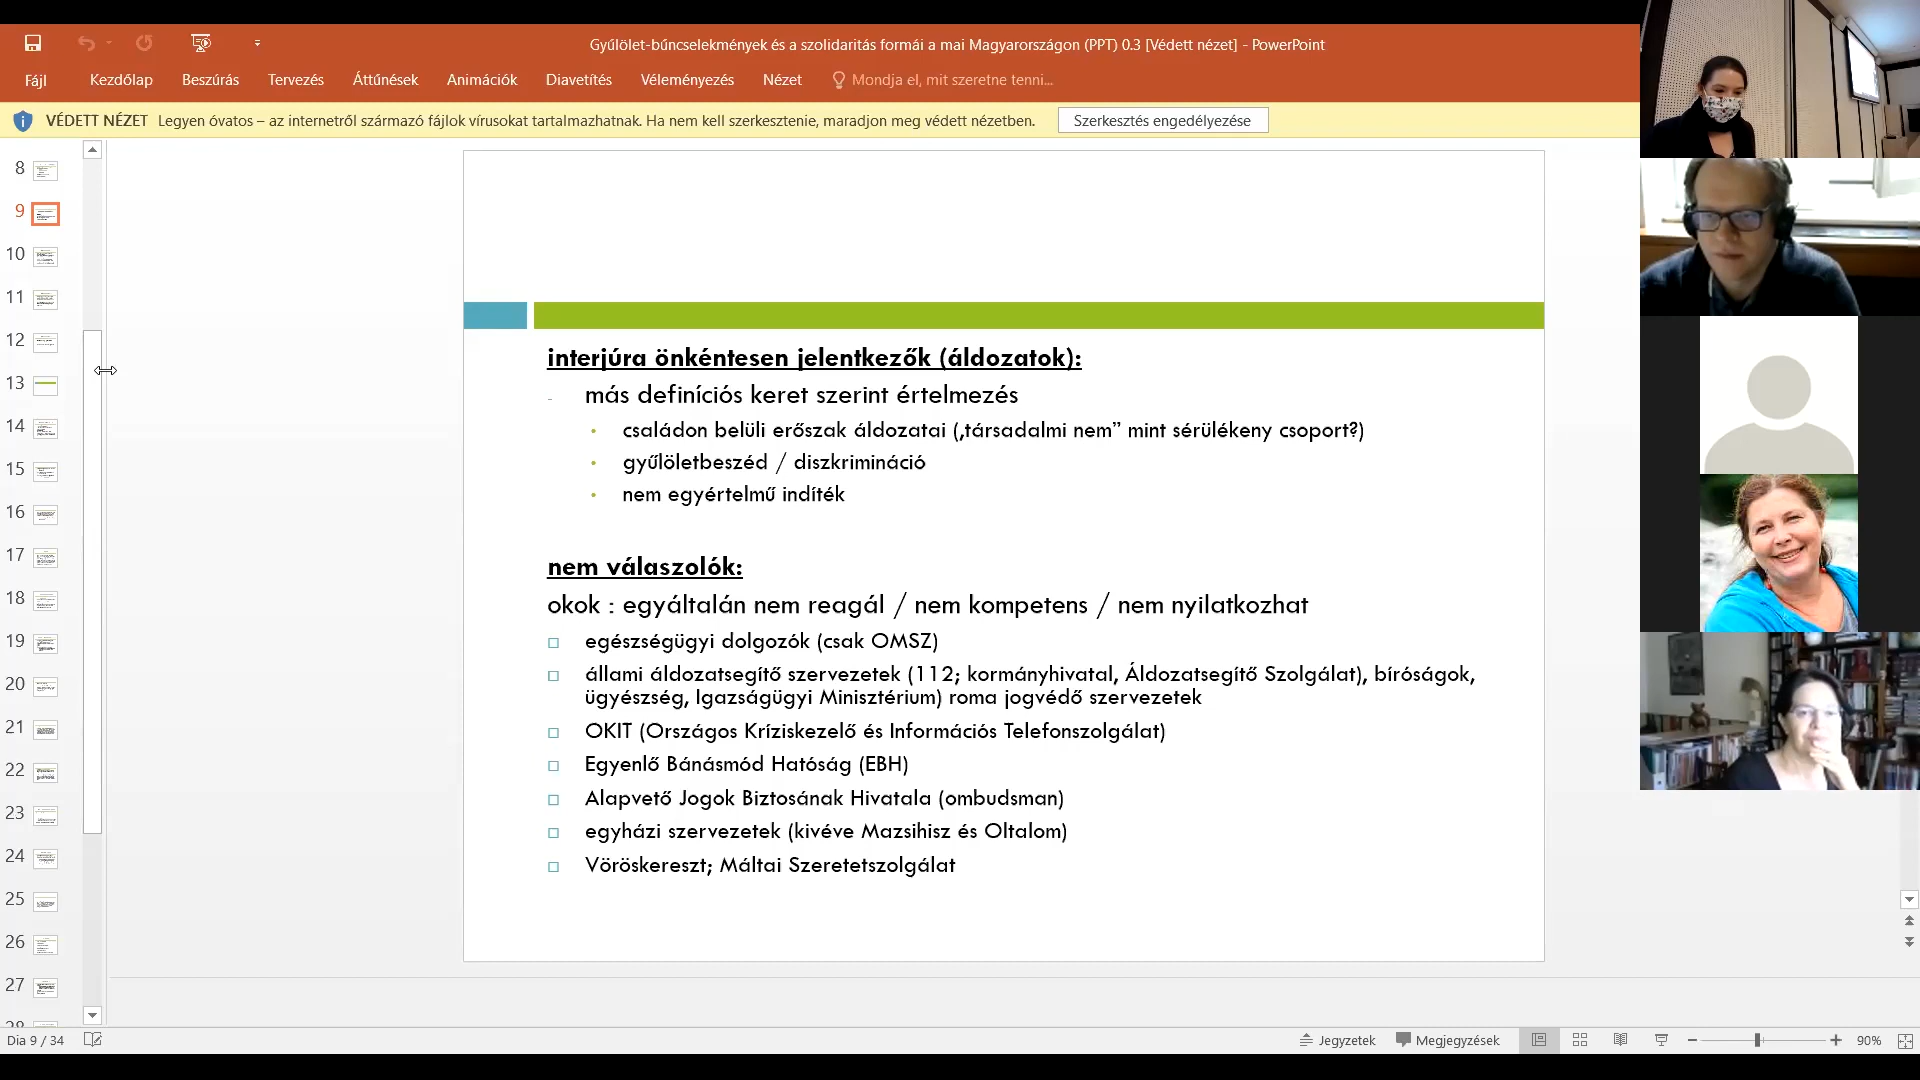 Gyűlölet-bűncselekmények és a szolidaritás formái a mai Magyarországon (PPT) 0.3 [Védett nézet] - PowerPoint
Fájl Kezdőlap Beszúrás Tervezés Áttűnések Animációk Diavetítés Véleményezés Nézet Mondja el, mit szeretne tenni...
VÉDETT NÉZET Legyen óvatos – az internetről származó fájlok vírusokat tartalmazhatnak. Ha nem kell szerkesztenie, maradjon meg védett nézetben. Szerkesztés engedélyezése
8
9
10
11
12
13
14
15
16
17
18
19
20
21
22
23
24
25
26
27
28
interjúra önkéntesen jelentkezők (áldozatok):
- más definíciós keret szerint értelmezés
• családon belüli erőszak áldozatai („társadalmi nem” mint sérülékeny csoport?)
• gyűlöletbeszéd / diszkrimináció
• nem egyértelmű indíték
nem válaszolók:
okok : egyáltalán nem reagál / nem kompetens / nem nyilatkozhat
egészségügyi dolgozók (csak OMSZ)
állami áldozatsegítő szervezetek (112; kormányhivatal, Áldozatsegítő Szolgálat), bíróságok,
ügyészség, Igazságügyi Minisztérium) roma jogvédő szervezetek
OKIT (Országos Kríziskezelő és Információs Telefonszolgálat)
Egyenlő Bánásmód Hatóság (EBH)
Alapvető Jogok Biztosának Hivatala (ombudsman)
egyházi szervezetek (kivéve Mazsihisz és Oltalom)
Vöröskereszt; Máltai Szeretetszolgálat
Dia 9 / 34 Jegyzetek Megjegyzések 90%